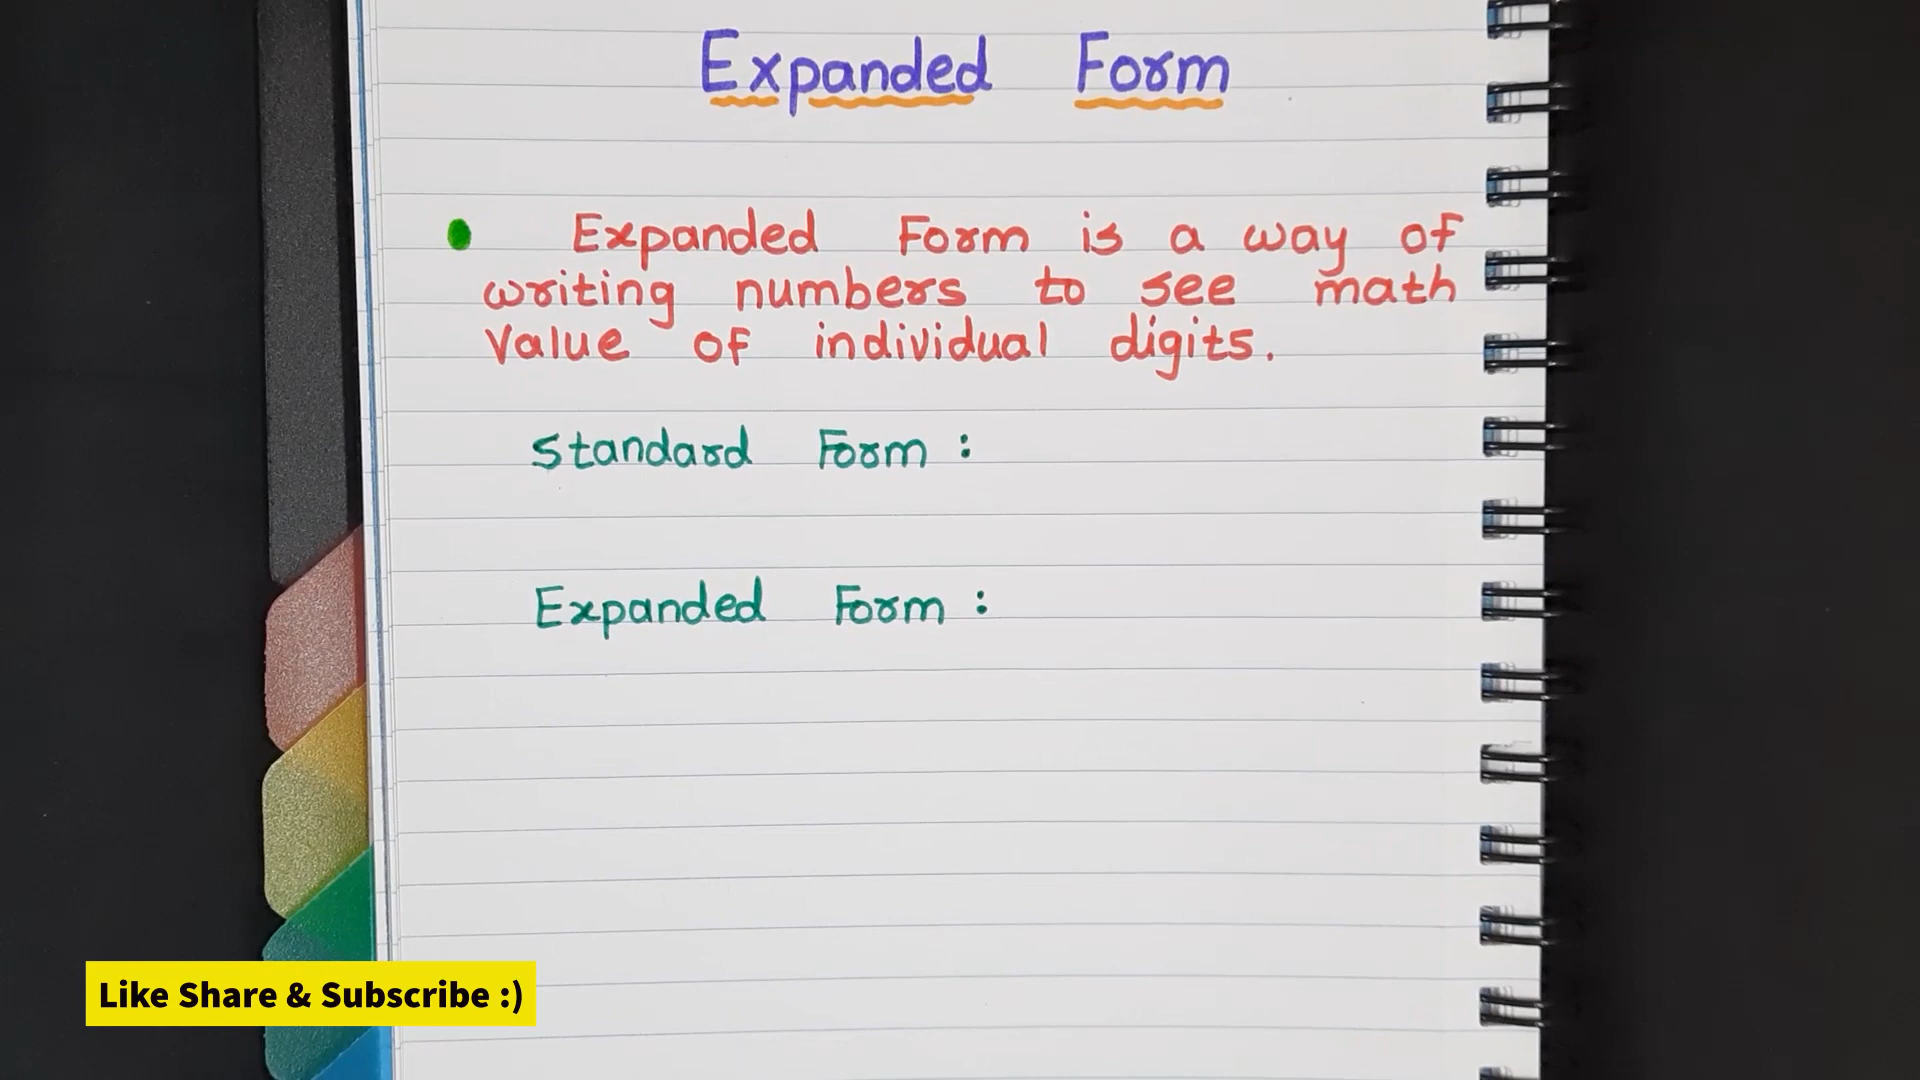 Expanded Form
Expanded Form is a way of
writing numbers to see math
Value of individual digits.
Standard Form :
Expanded Form :
Like Share & Subscribe :)